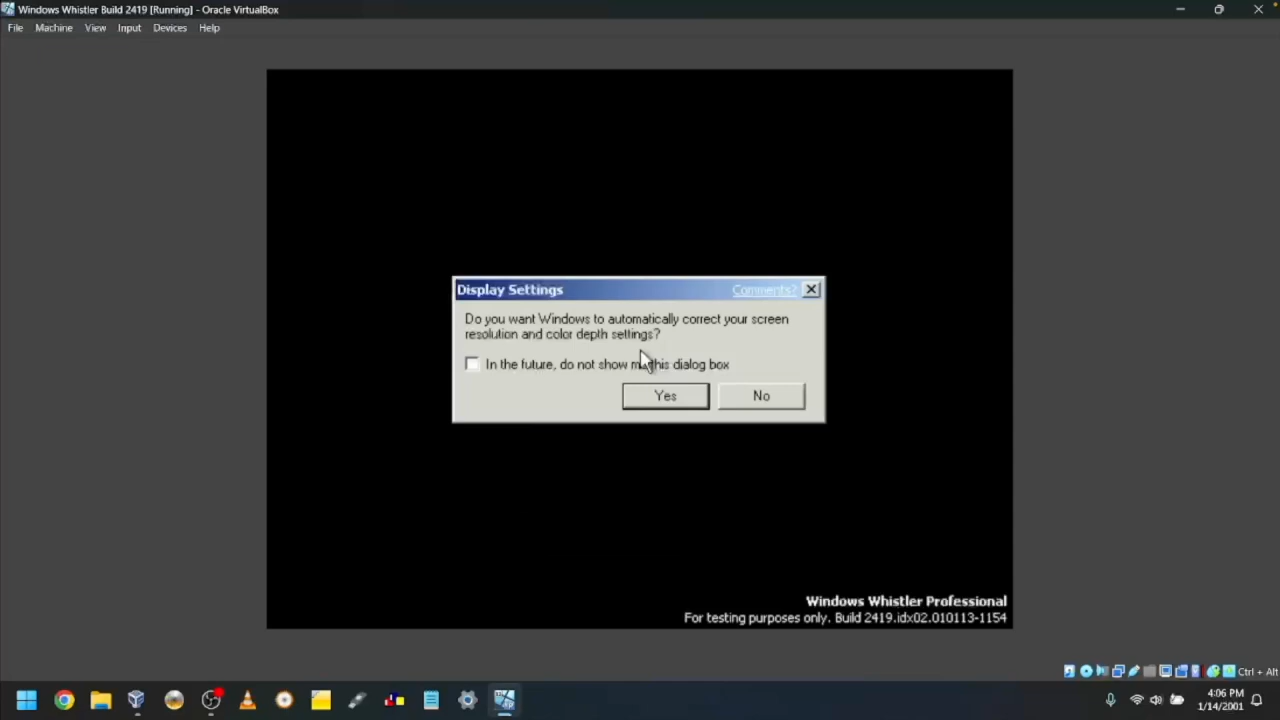 Windows Whistler Build 2419 [Running] - Oracle VirtualBox
File Machine View Input Devices Help
Display Settings Comments?
Do you want Windows to automatically correct your screen
resolution and color depth settings?
In the future, do not show me this dialog box
Yes No
Windows Whistler Professional
For testing purposes only. Build 2419.idx02.010113-1154
Ctrl + Alt
4:06 PM
1/14/2001